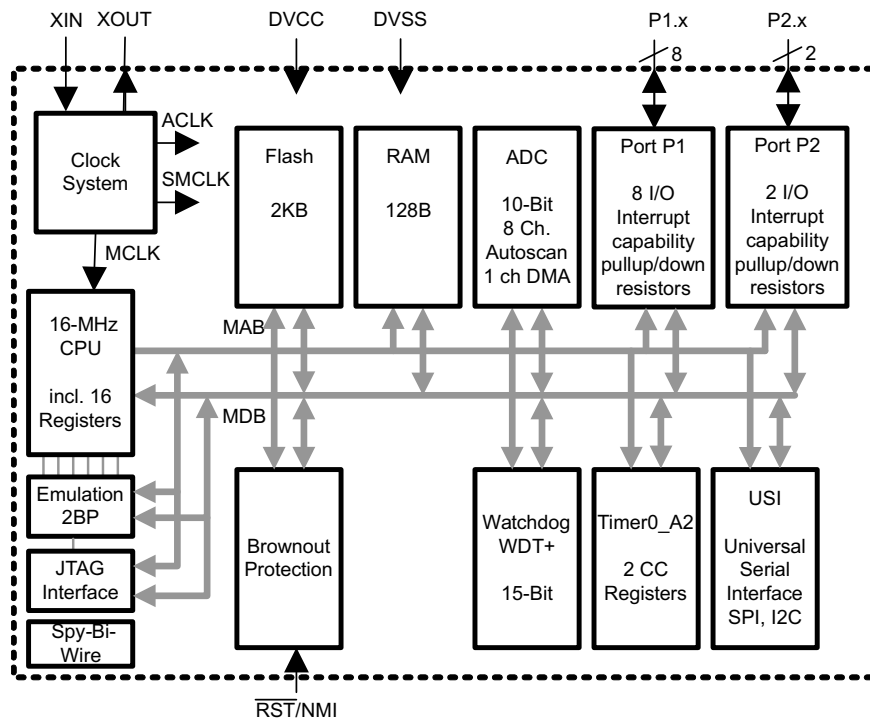 XIN XOUT DVCC DVSS P1.x P2.x
8 2
ACLK
SMCLK
MCLK
Clock
System
Flash
2KB
RAM
128B
ADC
10-Bit
8 Ch.
Autoscan
1 ch DMA
Port P1
8 I/O
Interrupt
capability
pullup/down
resistors
Port P2
2 I/O
Interrupt
capability
pullup/down
resistors
16-MHz
CPU
incl. 16
Registers
MAB
MDB
Emulation
2BP
JTAG
Interface
Spy-Bi-
Wire
Brownout
Protection
Watchdog
WDT+
15-Bit
Timer0_A2
2 CC
Registers
USI
Universal
Serial
Interface
SPI, I2C
RST/NMI